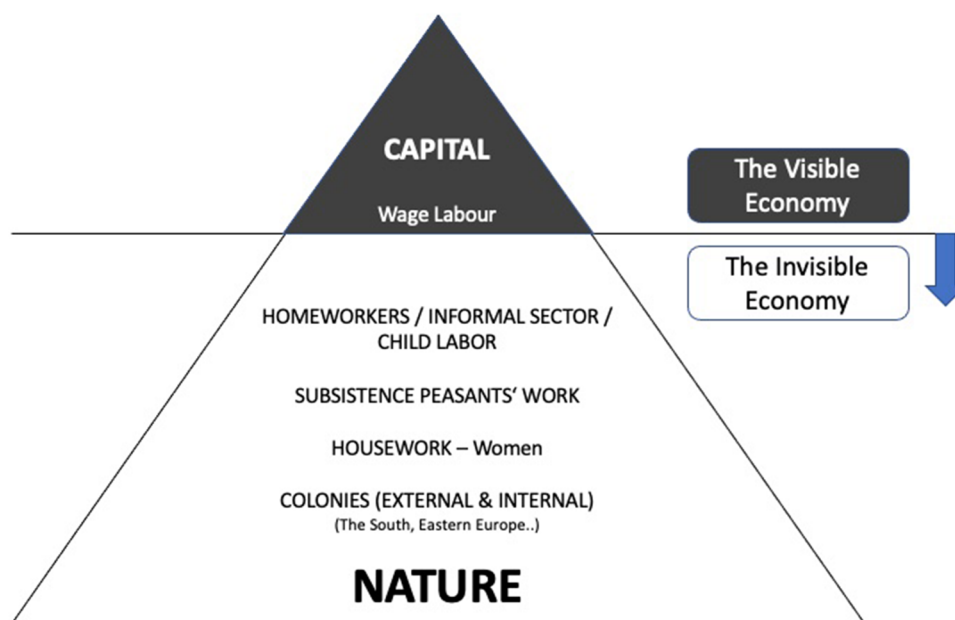 CAPITAL
Wage Labour
The Visible
Economy
The Invisible
Economy
HOMEWORKERS / INFORMAL SECTOR /
CHILD LABOR
SUBSISTENCE PEASANTS‘ WORK
HOUSEWORK – Women
COLONIES (EXTERNAL & INTERNAL)
(The South, Eastern Europe..)
NATURE